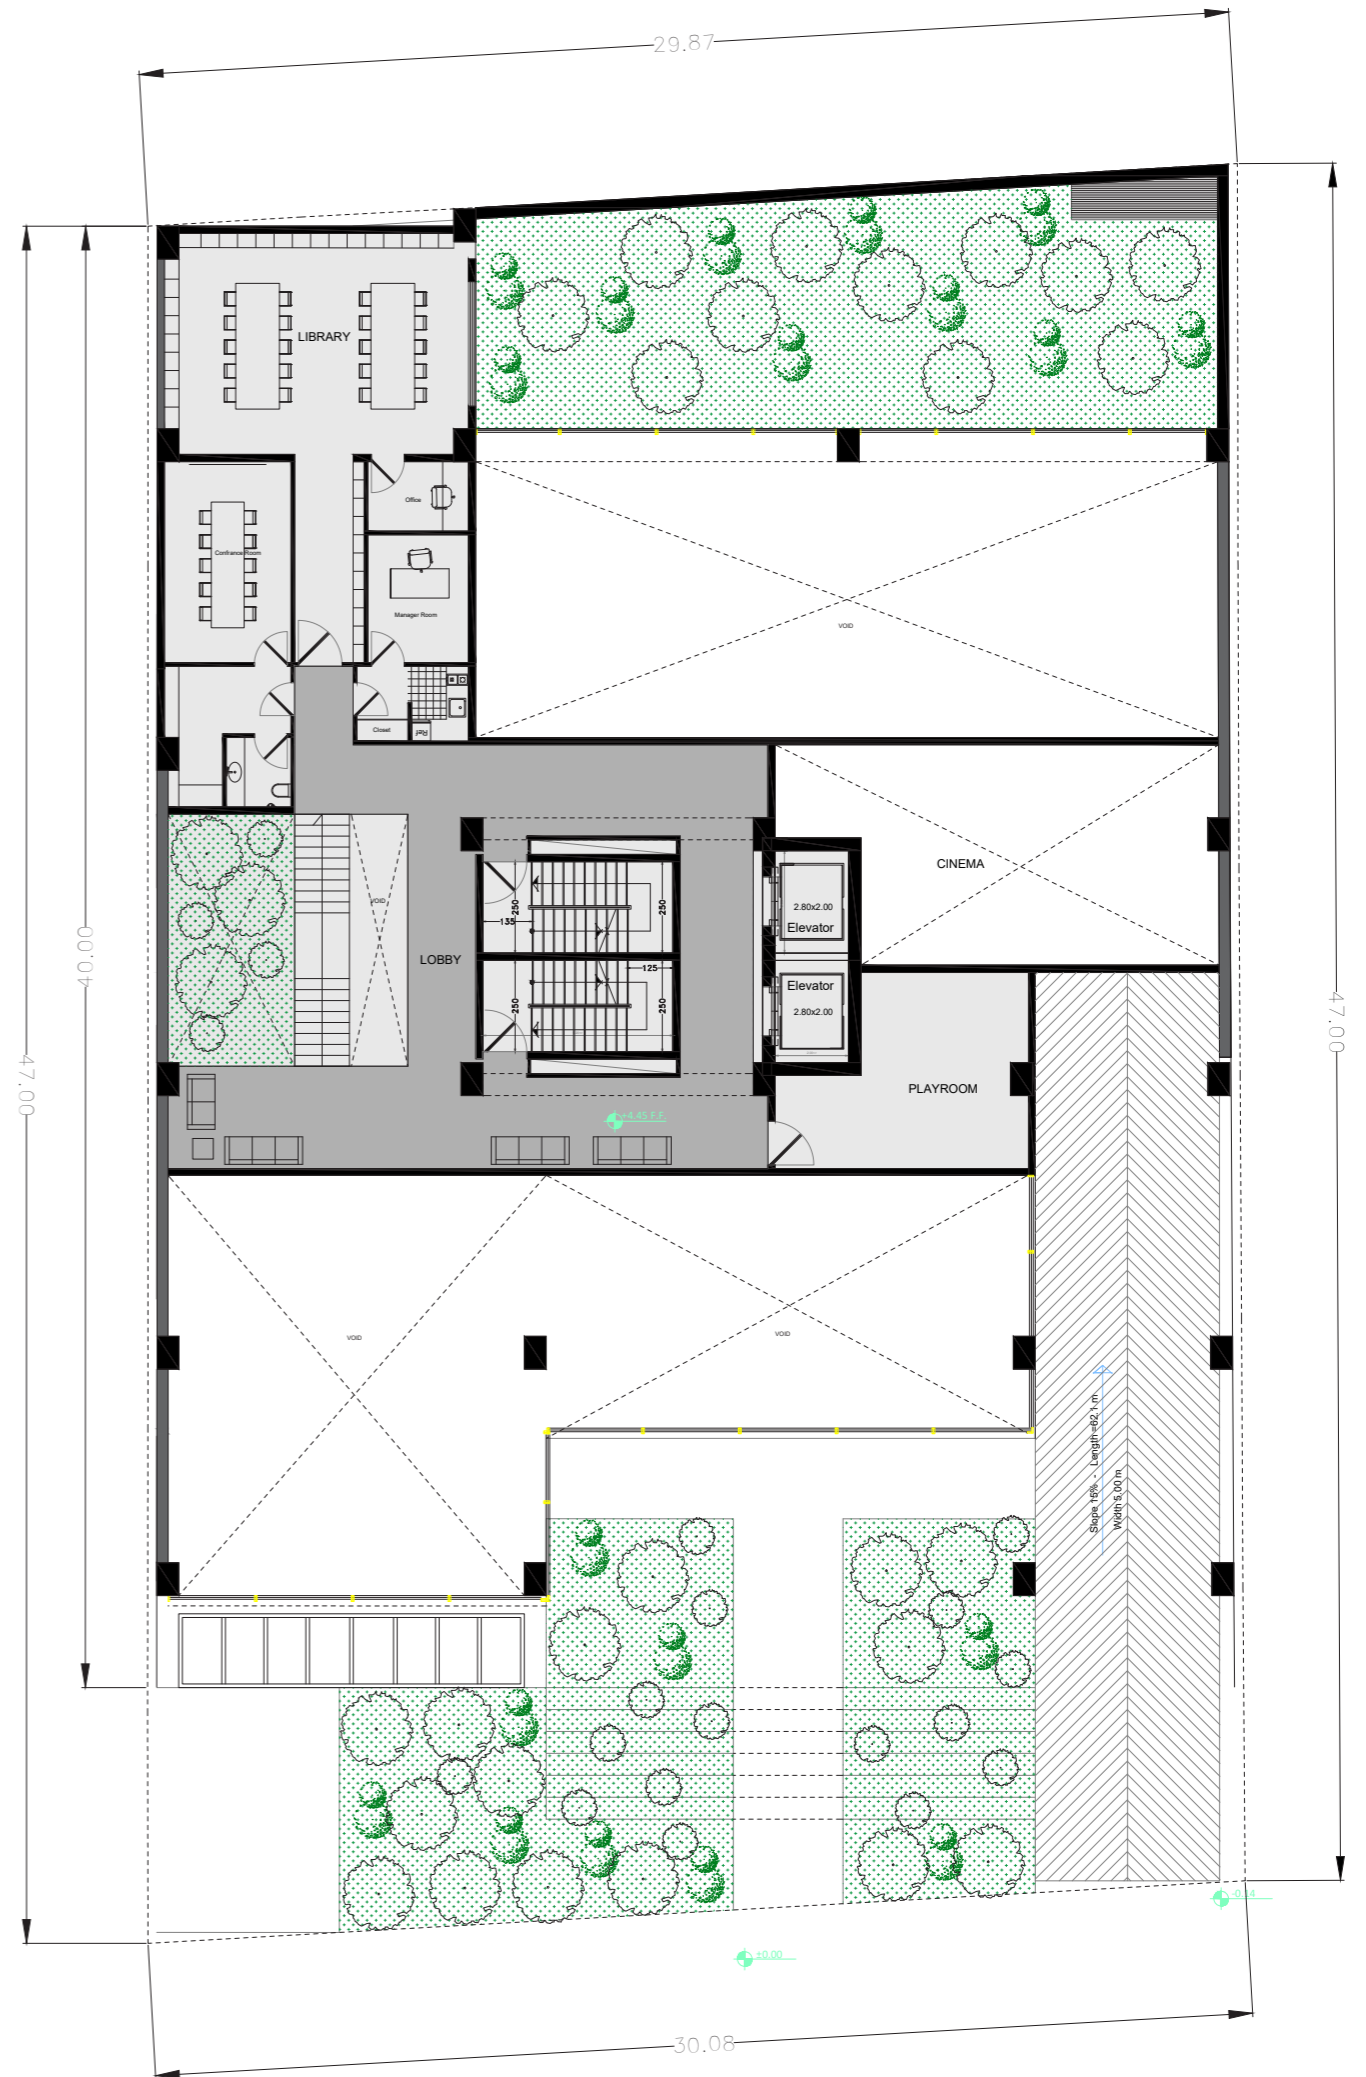 29.87
LIBRARY
Office
Confrance Room
Manager Room
VOID
Closet
Ref
CINEMA
VOID
250
135
250
2.80x2.00
Elevator
40.00
LOBBY
125
250
250
Elevator
2.80x2.00
47.00
47.00
PLAYROOM
+4.45 F.F.
VOID
VOID
Slope 15% - Length=62.1 m
Width 5.00 m
±0.00
30.08